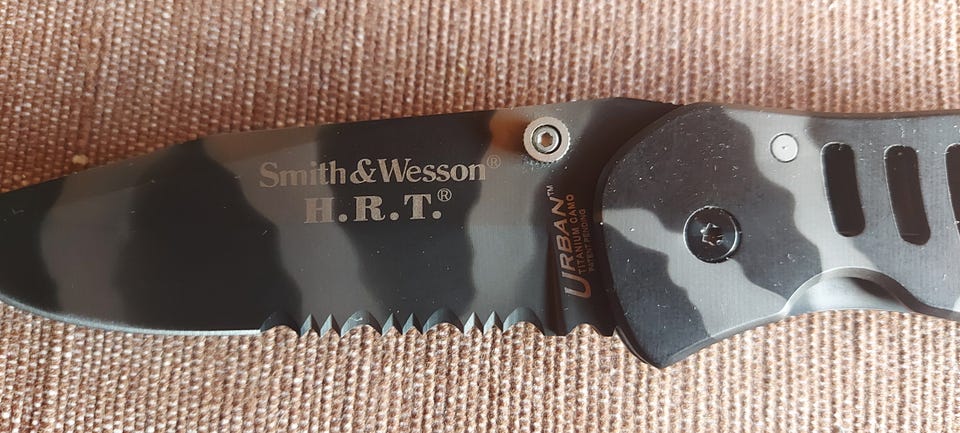 Smith & Wesson®
H.R.T.®
URBAN™
TITANIUM CAMO
PATENT PENDING